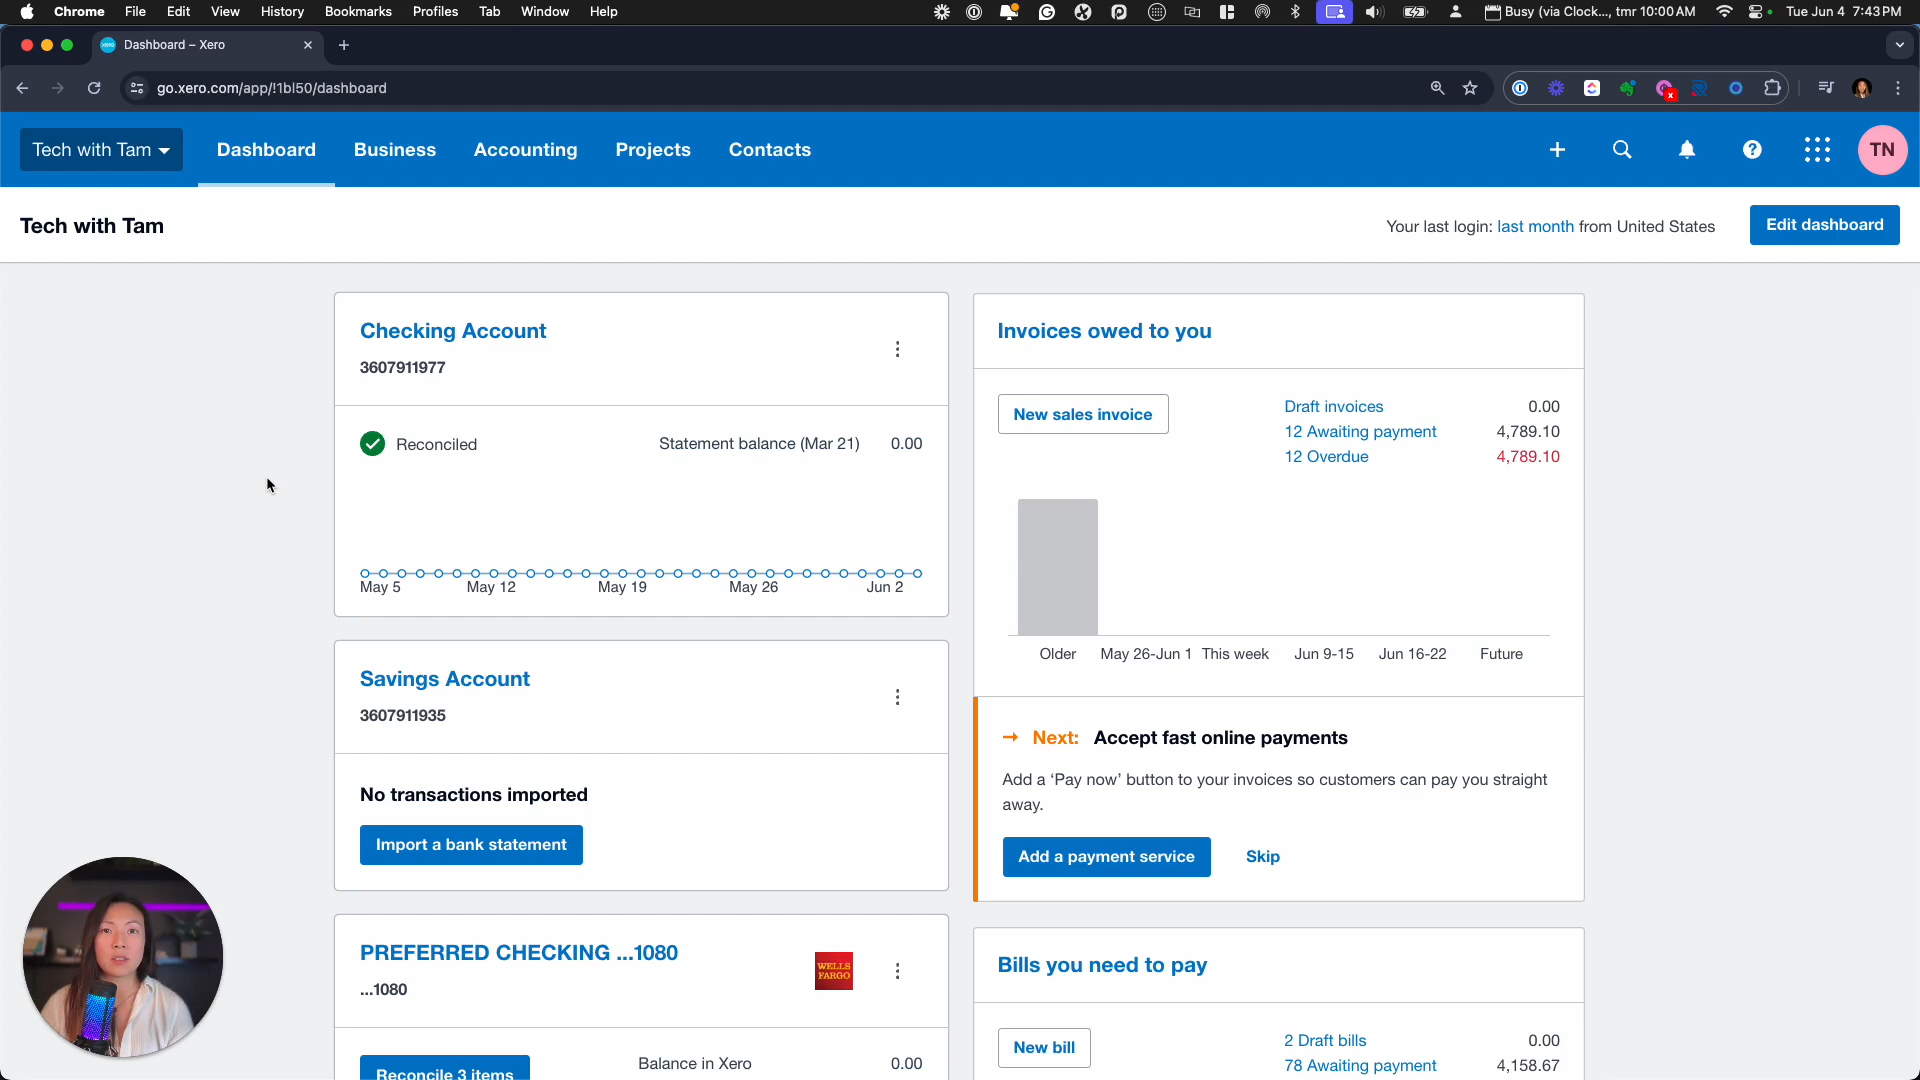 Chrome File Edit View History Bookmarks Profiles Tab Window Help Busy (via Clock..., tmr 10:00 AM Tue Jun 4 7:43 PM
Dashboard – Xero
go.xero.com/app/!1bl50/dashboard
Tech with Tam Dashboard Business Accounting Projects Contacts TN
Tech with Tam
Your last login: last month from United States
Edit dashboard
Checking Account
3607911977
Reconciled
Statement balance (Mar 21) 0.00
May 5 May 12 May 19 May 26 Jun 2
Savings Account
3607911935
No transactions imported
Import a bank statement
PREFERRED CHECKING ...1080
...1080
WELLS
FARGO
Reconcile 3 items
Balance in Xero 0.00
Invoices owed to you
New sales invoice
Draft invoices 0.00
12 Awaiting payment 4,789.10
12 Overdue 4,789.10
Older May 26-Jun 1 This week Jun 9-15 Jun 16-22 Future
→ Next: Accept fast online payments
Add a ‘Pay now’ button to your invoices so customers can pay you straight
away.
Add a payment service Skip
Bills you need to pay
New bill
2 Draft bills 0.00
78 Awaiting payment 4,158.67